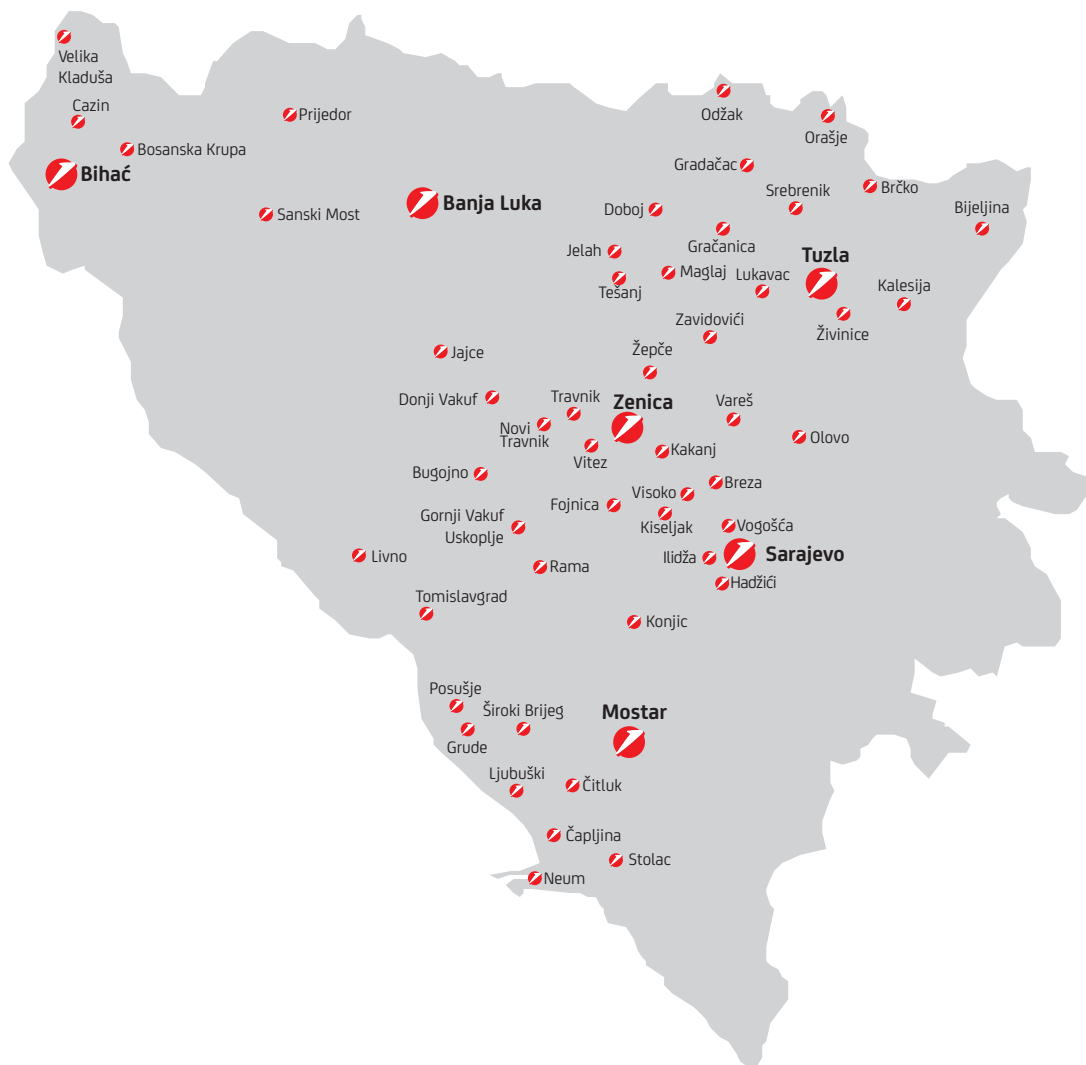 Velika
Kladuša
Cazin
Bosanska Krupa
Bihać
Prijedor
Sanski Most
Banja Luka
Odžak
Orašje
Gradačac
Brčko
Srebrenik
Doboj
Bijeljina
Gračanica
Jelah
Tuzla
Maglaj
Lukavac
Kalesija
Tešanj
Živinice
Zavidovići
Žepče
Jajce
Donji Vakuf
Travnik
Zenica
Vareš
Novi
Travnik
Olovo
Kakanj
Vitez
Bugojno
Breza
Visoko
Fojnica
Kiseljak
Vogošća
Gornji Vakuf
Uskoplje
Livno
Ilidža
Sarajevo
Rama
Hadžići
Tomislavgrad
Konjic
Posušje
Široki Brijeg
Mostar
Grude
Ljubuški
Čitluk
Čapljina
Stolac
Neum